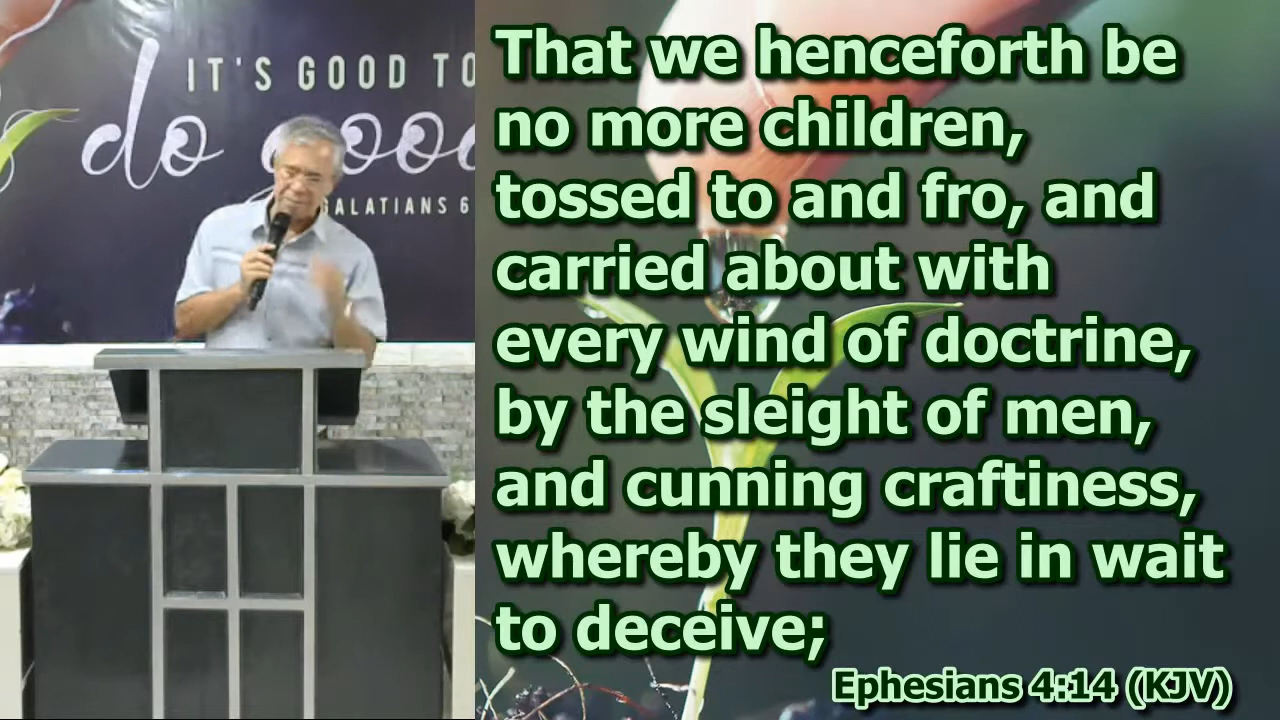 IT'S GOOD TO
do good
GALATIANS 6
That we henceforth be
no more children,
tossed to and fro, and
carried about with
every wind of doctrine,
by the sleight of men,
and cunning craftiness,
whereby they lie in wait
to deceive;
Ephesians 4:14 (KJV)